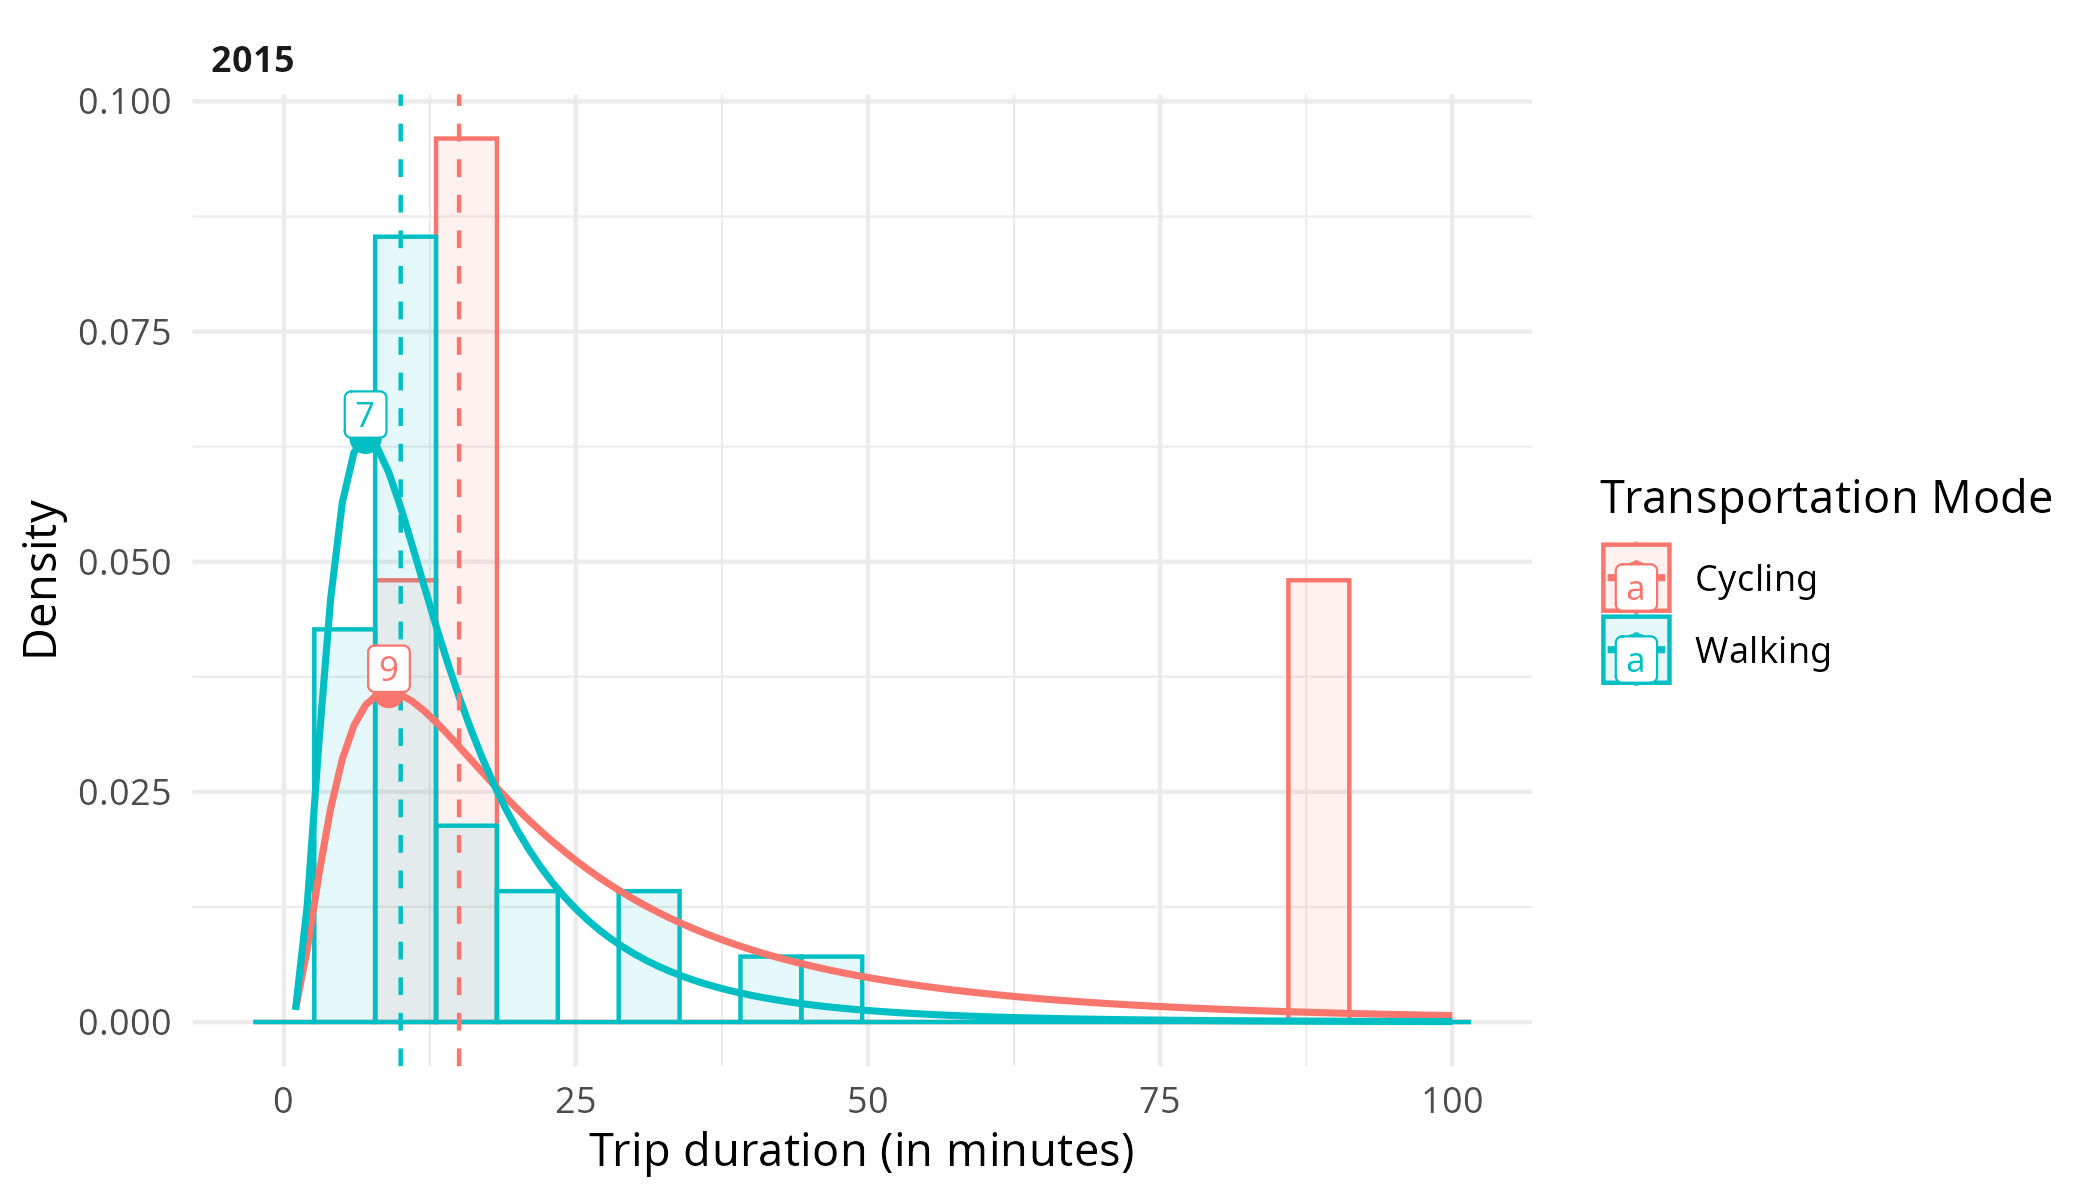 2015
0.100
0.075
0.050
0.025
0.000
Density
7
9
0 25 50 75 100
Trip duration (in minutes)
Transportation Mode
a Cycling
a Walking